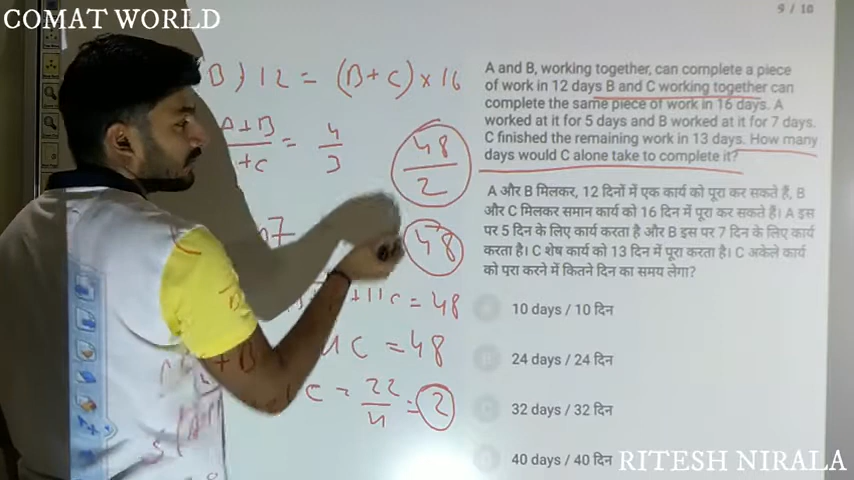 COMAT WORLD
9 / 10
B) 12 = (B+C) × 16
A+B
+C
= 4/3
48/2
48
+11C = 48
C = 48
C = 22/11 = 2
A and B, working together, can complete a piece
of work in 12 days B and C working together can
complete the same piece of work in 16 days. A
worked at it for 5 days and B worked at it for 7 days.
C finished the remaining work in 13 days. How many
days would C alone take to complete it?
A और B मिलकर, 12 दिनों में एक कार्य को पूरा कर सकते हैं, B
और C मिलकर समान कार्य को 16 दिन में पूरा कर सकते हैं। A इस
पर 5 दिन के लिए कार्य करता है और B इस पर 7 दिन के लिए कार्य
करता है। C शेष कार्य को 13 दिन में पूरा करता है। C अकेले कार्य
को पूरा करने में कितने दिन का समय लेगा?
A 10 days / 10 दिन
B 24 days / 24 दिन
C 32 days / 32 दिन
D 40 days / 40 दिन
RITESH NIRALA